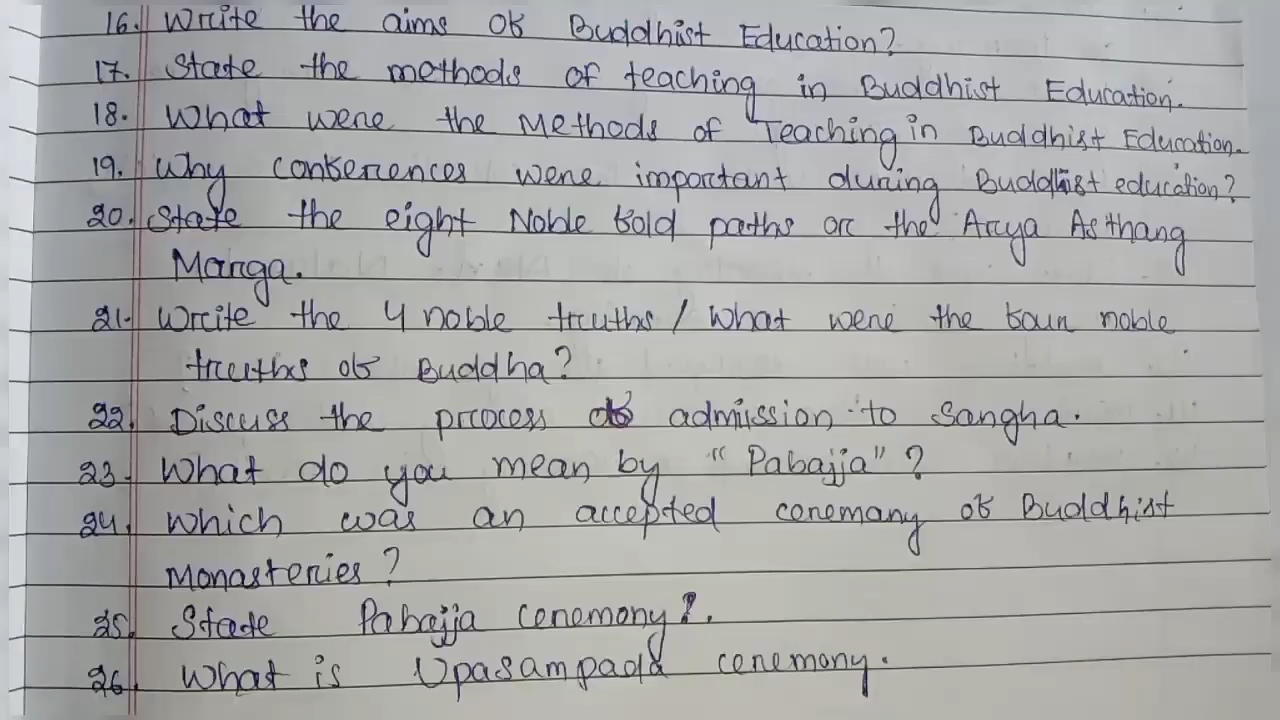 16. Write the aims of Buddhist Education?
17. State the methods of teaching in Buddhist Education.
18. What were the Methods of Teaching in Buddhist Education.
19. Why conferences were important during Buddhist education?
20. State the eight Noble fold paths or the Arya Asthang
Marga.
21. Write the 4 noble truths / What were the four noble
truths of Buddha?
22. Discuss the process of admission to Sangha.
23. What do you mean by "Pabajja"?
24. Which was an accepted ceremany of Buddhist
Monasteries?
25. State Pabajja ceremony?.
26. What is Upasampada ceremony.